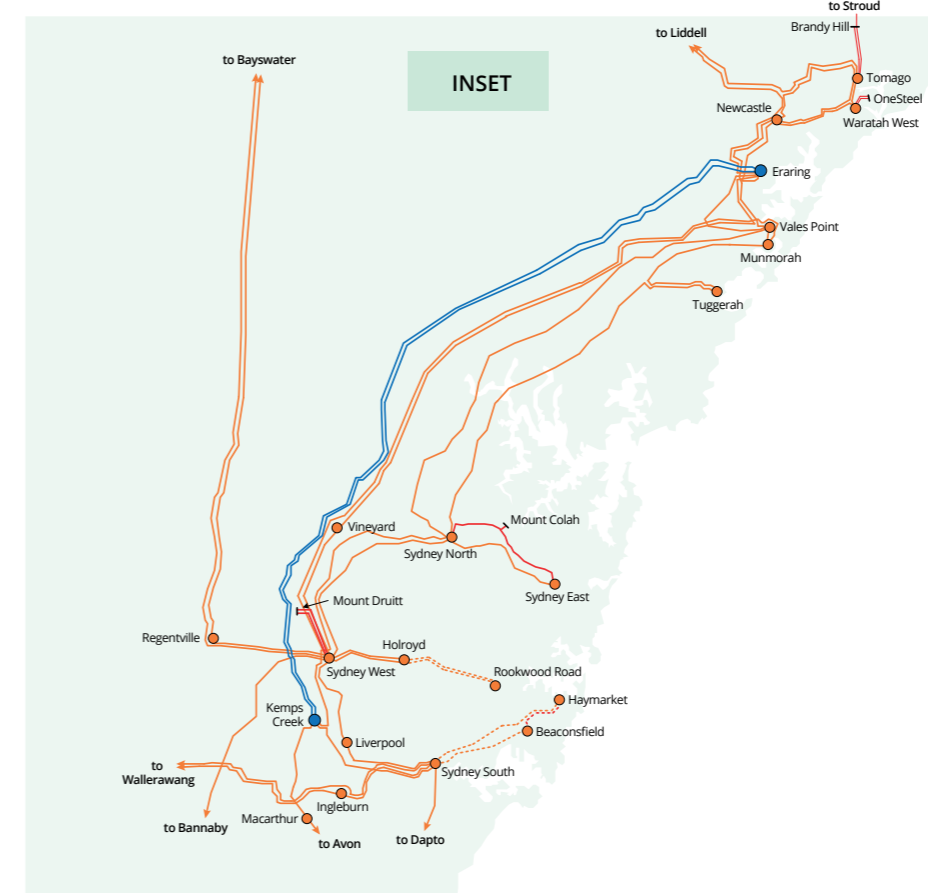 to Stroud
Brandy Hill
to Liddell
to Bayswater
INSET
Tomago
OneSteel
Newcastle
Waratah West
Eraring
Vales Point
Munmorah
Tuggerah
Mount Colah
Vineyard
Sydney North
Sydney East
Mount Druitt
Regentville
Holroyd
Sydney West
Rookwood Road
Haymarket
Kemps
Creek
Beaconsfield
Liverpool
to
Wallerawang
Sydney South
Ingleburn
Macarthur
to Bannaby
to Avon
to Dapto